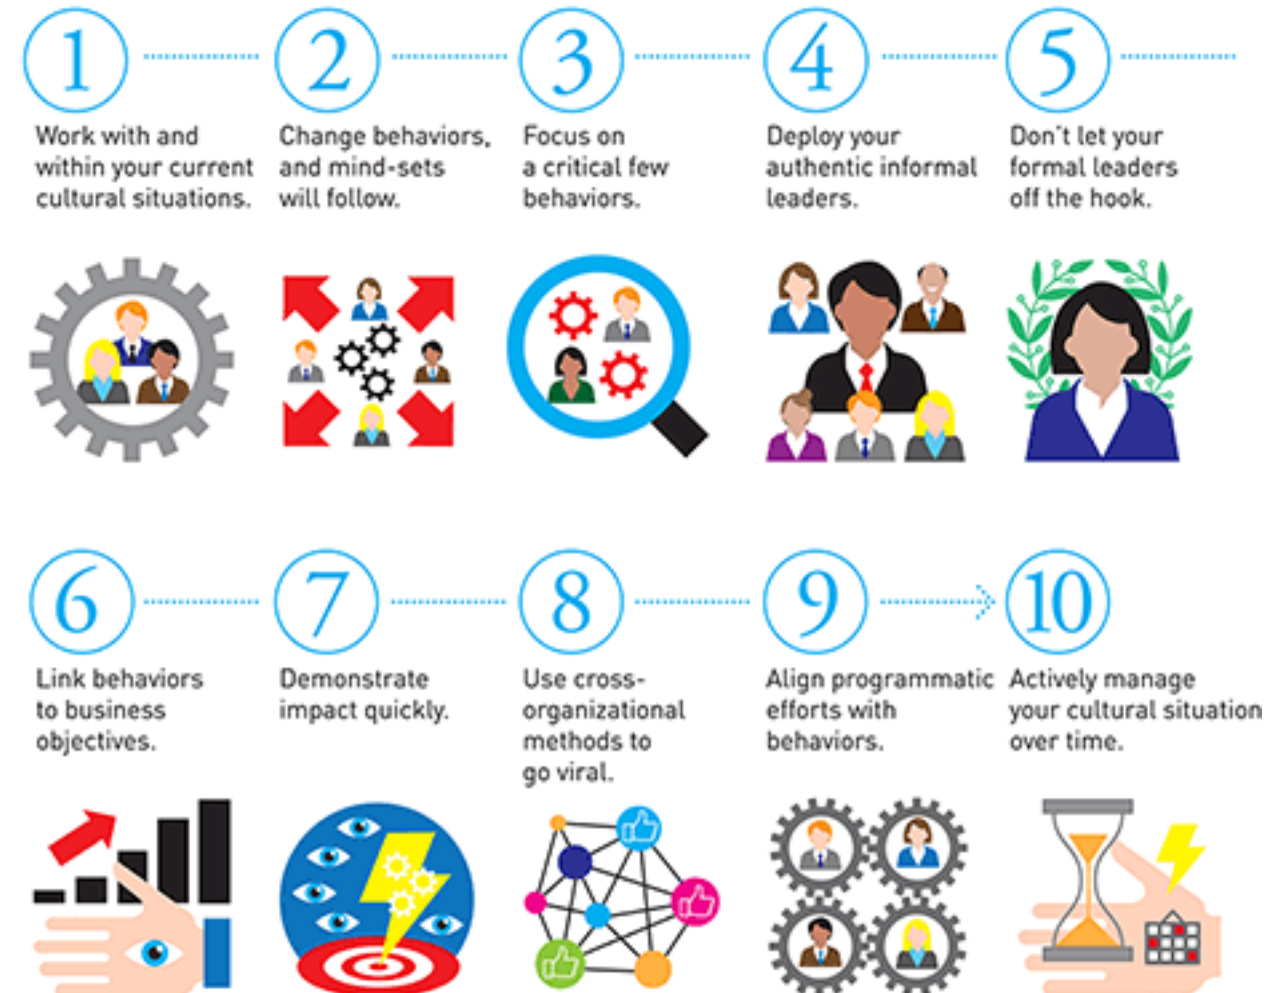 1
Work with and
within your current
cultural situations.
2
Change behaviors,
and mind-sets
will follow.
3
Focus on
a critical few
behaviors.
4
Deploy your
authentic informal
leaders.
5
Don't let your
formal leaders
off the hook.
6
Link behaviors
to business
objectives.
7
Demonstrate
impact quickly.
8
Use cross-
organizational
methods to
go viral.
9
Align programmatic
efforts with
behaviors.
10
Actively manage
your cultural situation
over time.